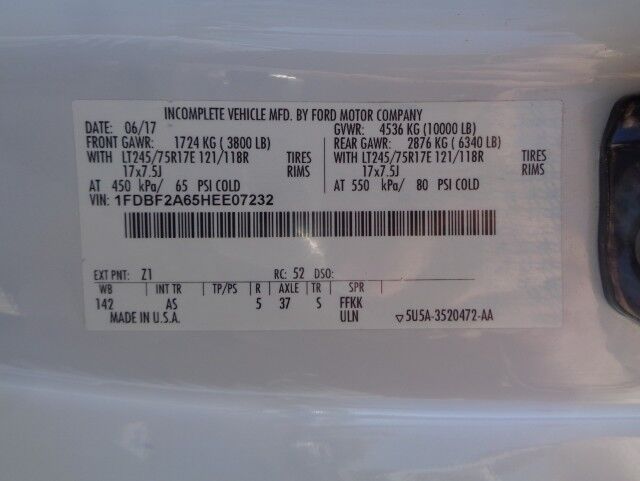 INCOMPLETE VEHICLE MFD. BY FORD MOTOR COMPANY
DATE: 06/17 GVWR: 4536 KG (10000 LB)
FRONT GAWR: 1724 KG ( 3800 LB) REAR GAWR: 2876 KG ( 6340 LB)
WITH LT245/75R17E 121/118R TIRES WITH LT245/75R17E 121/118R TIRES
17x7.5J RIMS 17x7.5J RIMS
AT 450 kPa/ 65 PSI COLD AT 550 kPa/ 80 PSI COLD
VIN: 1FDBF2A65HEE07232
EXT PNT: Z1 RC: 52 DSO:
WB INT TR TP/PS R AXLE TR SPR
142 AS 5 37 S FFKK
MADE IN U.S.A. ULN ▽5U5A-3520472-AA